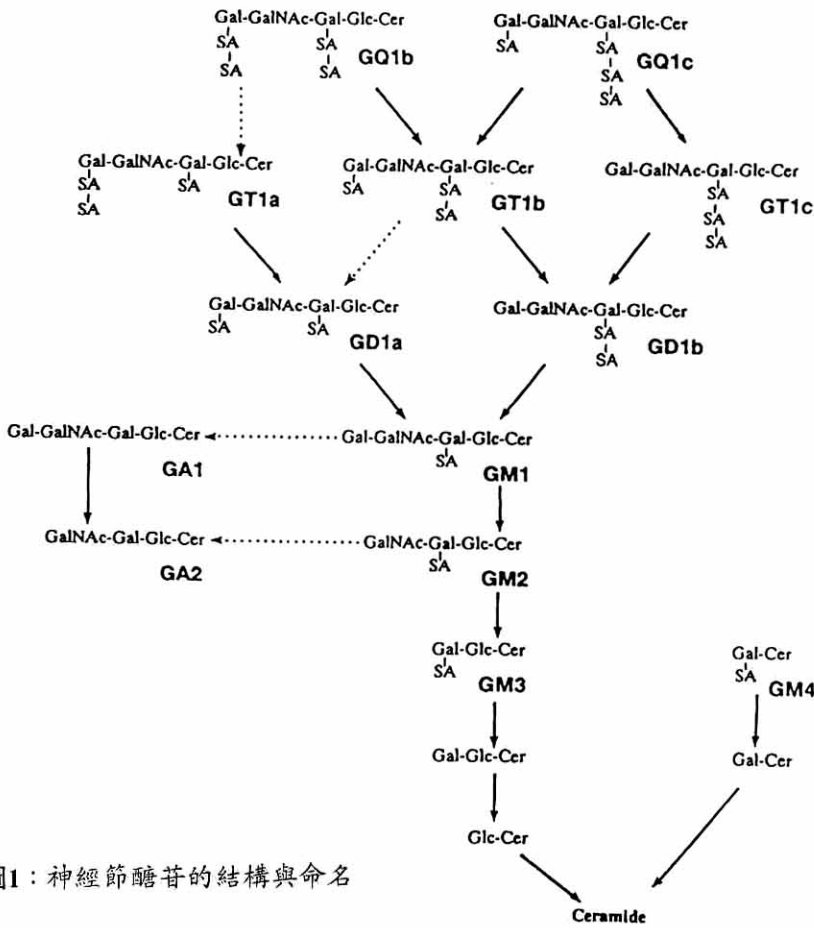 Gal-GalNAc-Gal-Glc-Cer
SA SA
SA SA
GQ1b
Gal-GalNAc-Gal-Glc-Cer
SA SA
SA
SA
GQ1c
Gal-GalNAc-Gal-Glc-Cer
SA SA
SA
GT1a
Gal-GalNAc-Gal-Glc-Cer
SA SA
SA
GT1b
Gal-GalNAc-Gal-Glc-Cer
SA
SA
SA
GT1c
Gal-GalNAc-Gal-Glc-Cer
SA SA
GD1a
Gal-GalNAc-Gal-Glc-Cer
SA
SA
GD1b
Gal-GalNAc-Gal-Glc-Cer
GA1
Gal-GalNAc-Gal-Glc-Cer
SA
GM1
GalNAc-Gal-Glc-Cer
GA2
GalNAc-Gal-Glc-Cer
SA
GM2
Gal-Glc-Cer
SA
GM3
Gal-Cer
SA
GM4
Gal-Glc-Cer
Gal-Cer
Glc-Cer
圖1：神經節醣苷的結構與命名
Ceramide